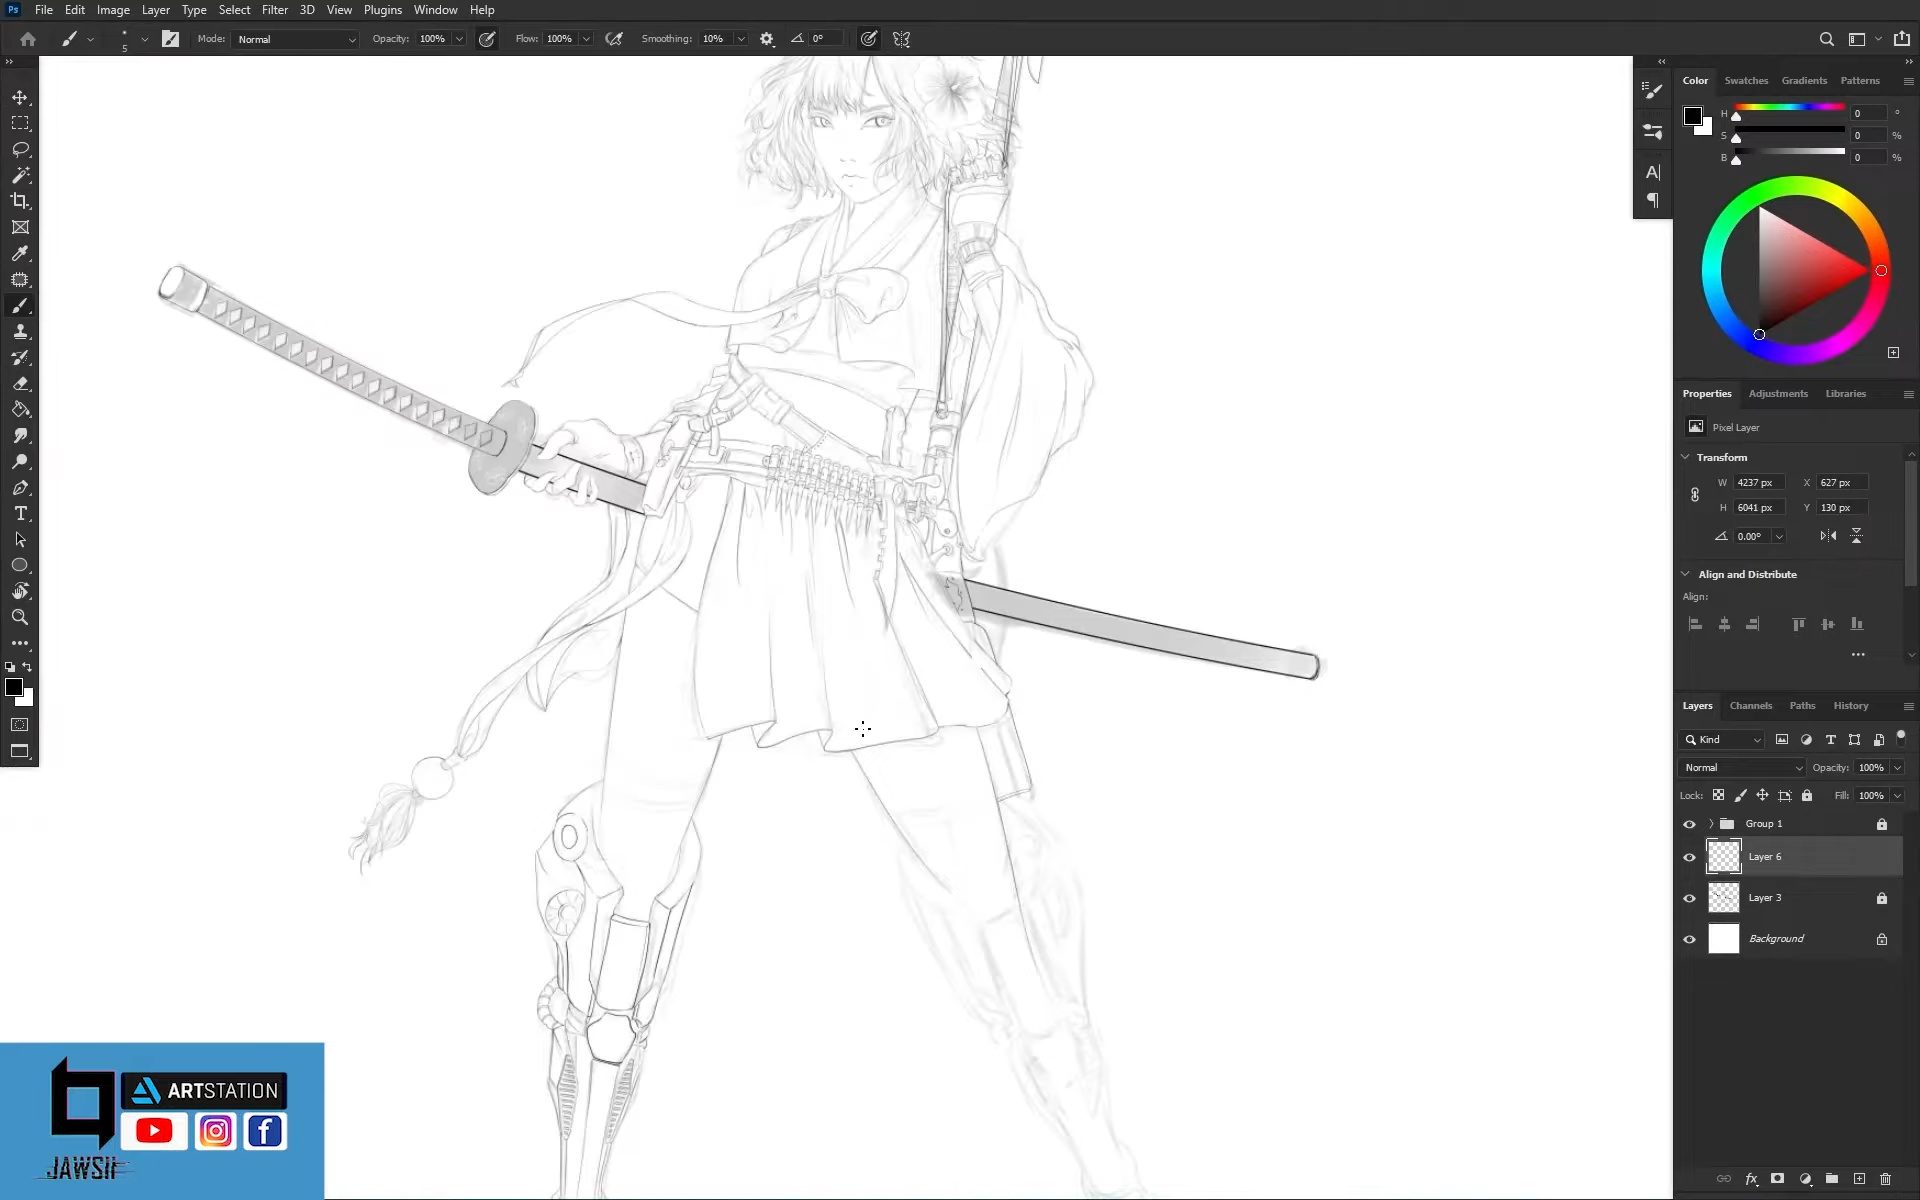 Ps File Edit Image Layer Type Select Filter 3D View Plugins Window Help
5 Mode: Normal Opacity: 100% Flow: 100% Smoothing: 10% 0°
Color Swatches Gradients Patterns
H 0 °
S 0 %
B 0 %
Properties Adjustments Libraries
Pixel Layer
Transform
W 4237 px X 627 px
H 6041 px Y 130 px
0.00°
Align and Distribute
Align:
Layers Channels Paths History
Kind
Normal Opacity: 100%
Lock: Fill: 100%
Group 1
Layer 6
Layer 3
Background
fx
ARTSTATION
JAWSH